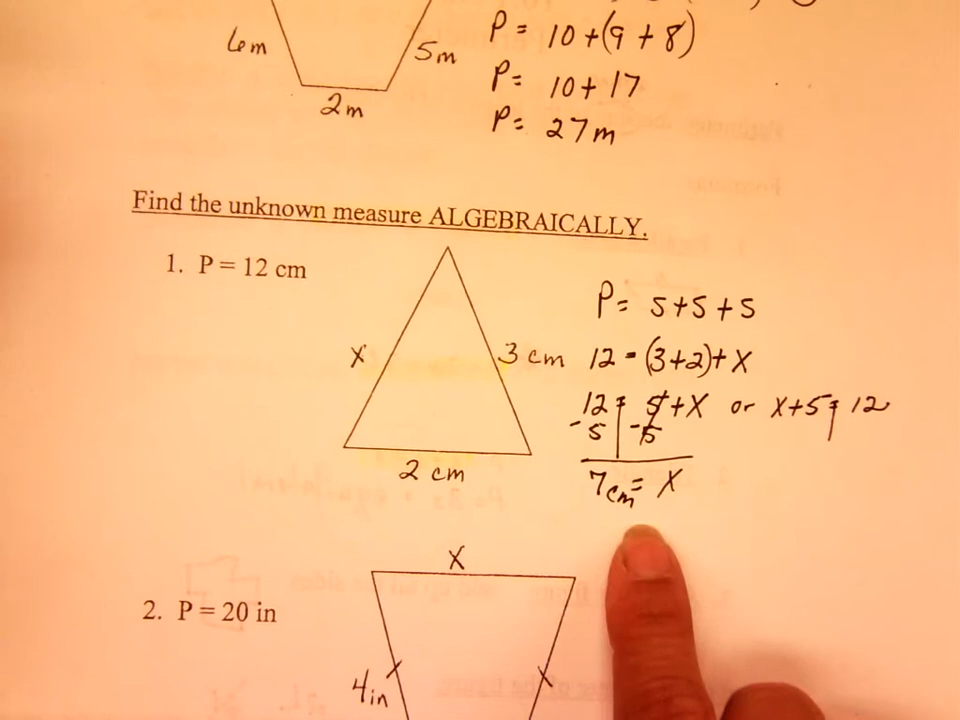 6m
5m
2m
P = 10 + (9 + 8)
P = 10 + 17
P = 27m
Find the unknown measure ALGEBRAICALLY.
1. P = 12 cm
P = s + s + s
X
3 cm
12 = (3+2) + X
12 = 5 + X or X + 5 = 12
-5 -5
2 cm
7cm = X
X
2. P = 20 in
4in